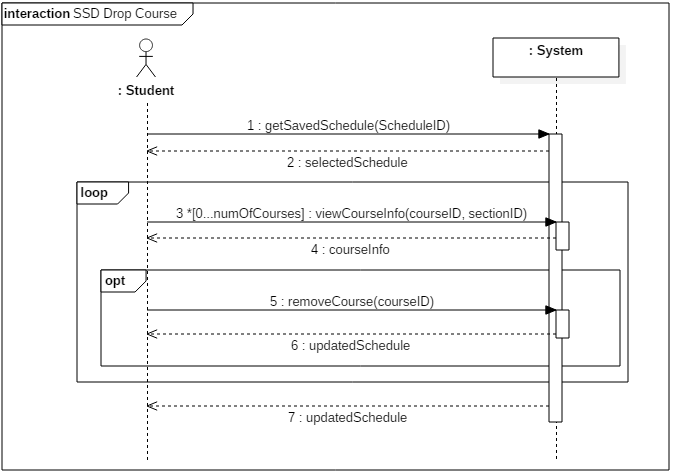 interaction SSD Drop Course
: Student
: System
1 : getSavedSchedule(ScheduleID)
2 : selectedSchedule
loop
3 *[0...numOfCourses] : viewCourseInfo(courseID, sectionID)
4 : courseInfo
opt
5 : removeCourse(courseID)
6 : updatedSchedule
7 : updatedSchedule